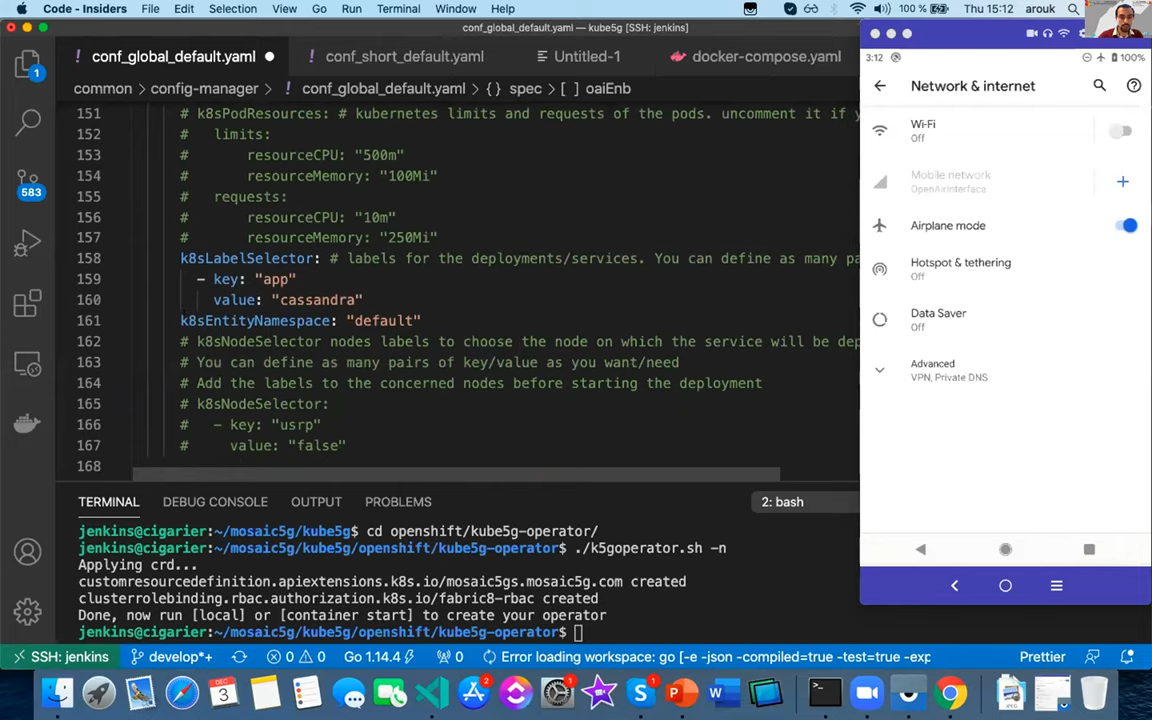 Code - Insiders File Edit Selection View Go Run Terminal Window Help 100 % Thu 15:12 arouk
conf_global_default.yaml — kube5g [SSH: jenkins]
! conf_global_default.yaml ● ! conf_short_default.yaml Untitled-1 docker-compose.yaml
common > config-manager > ! conf_global_default.yaml > {} spec > [ ] oaiEnb
151 # k8sPodResources: # kubernetes limits and requests of the pods. uncomment it if y
152 # limits:
153 # resourceCPU: "500m"
154 # resourceMemory: "100Mi"
155 # requests:
156 # resourceCPU: "10m"
157 # resourceMemory: "250Mi"
158 k8sLabelSelector: # labels for the deployments/services. You can define as many pa
159 - key: "app"
160 value: "cassandra"
161 k8sEntityNamespace: "default"
162 # k8sNodeSelector nodes labels to choose the node on which the service will be dep
163 # You can define as many pairs of key/value as you want/need
164 # Add the labels to the concerned nodes before starting the deployment
165 # k8sNodeSelector:
166 # - key: "usrp"
167 # value: "false"
168
TERMINAL DEBUG CONSOLE OUTPUT PROBLEMS 2: bash
jenkins@cigarier:~/mosaic5g/kube5g$ cd openshift/kube5g-operator/
jenkins@cigarier:~/mosaic5g/kube5g/openshift/kube5g-operator$ ./k5goperator.sh -n
Applying crd...
customresourcedefinition.apiextensions.k8s.io/mosaic5gs.mosaic5g.com created
clusterrolebinding.rbac.authorization.k8s.io/fabric8-rbac created
Done, now run [local] or [container start] to create your operator
jenkins@cigarier:~/mosaic5g/kube5g/openshift/kube5g-operator$
SSH: jenkins develop*+ 0 0 Go 1.14.4 0 Error loading workspace: go [-e -json -compiled=true -test=true -exp Prettier
1
583
3:12 100%
Network & internet
Wi-Fi
Off
Mobile network
OpenAirInterface
Airplane mode
Hotspot & tethering
Off
Data Saver
Off
Advanced
VPN, Private DNS
DEC
3
2
1
1
JPEG